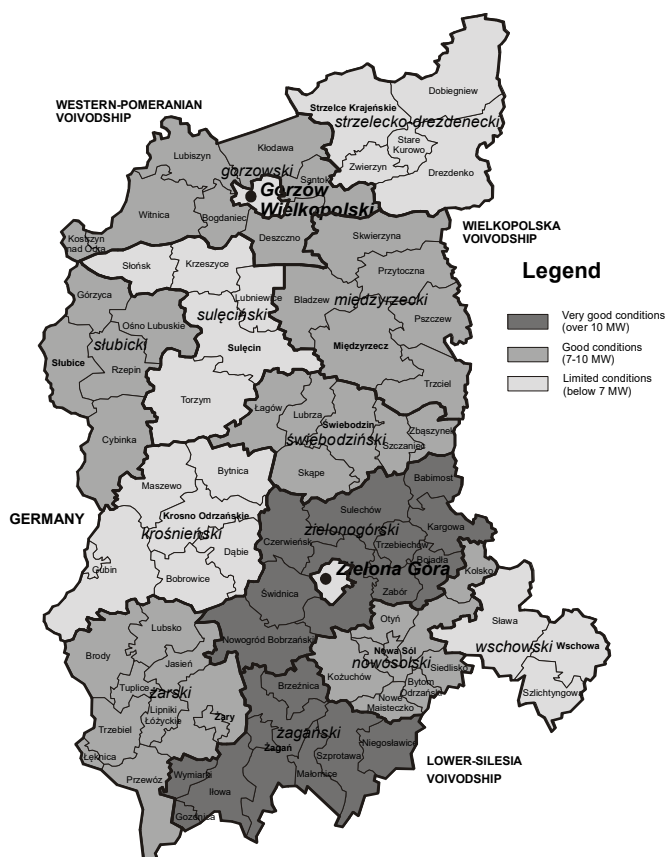 WESTERN-POMERANIAN
VOIVODSHIP
Dobiegniew
Strzelce Krajeńskie
strzelecko-drezdenecki
Stare
Kurowo
Zwierzyn
Drezdenko
Kłodawa
Lubiszyn
gorzowski
Santok
Gorzów
Wielkopolski
Witnica
Bogdaniec
Deszczno
Kostrzyn
nad Odrą
WIELKOPOLSKA
VOIVODSHIP
Skwierzyna
Przytoczna
Bladzew
międzyrzecki
Pszczew
Międzyrzecz
Trzciel
Legend
Very good conditions
(over 10 MW)
Good conditions
(7-10 MW)
Limited conditions
(below 7 MW)
Krzeszyce
Słońsk
Lubniewice
sulęciński
Sulęcin
Torzym
Górzyca
Ośno Lubuskie
słubicki
Słubice
Rzepin
Cybinka
Łagów
Lubrza
Świebodzin
świebodziński
Zbąszynek
Szczaniec
Skąpe
Bytnica
Maszewo
Krosno Odrzańskie
krośnieński
Dąbie
Gubin
Bobrowice
GERMANY
Babimost
Sulechów
zielonogórski
Kargowa
Czerwieńsk
Trzebiechów
Bojadła
Zielona Góra
Zabór
Świdnica
Nowogród Bobrzański
Kolsko
Sława
wschowski
Wschowa
Szlichtyngowa
Otyń
Nowa Sól
nowosolski
Siedlisko
Kożuchów
Bytom
Odrzański
Nowe
Maisteczko
Lubsko
Brody
Jasień
Tuplice
żarski
Lipniki
Łóżyckie
Żary
Trzebiel
Łęknica
Przewóz
Brzeźnica
żagański
Żagań
Niegosławice
Szprotawa
Małomice
Wymiarki
Iłowa
Gozdnica
LOWER-SILESIA
VOIVODSHIP